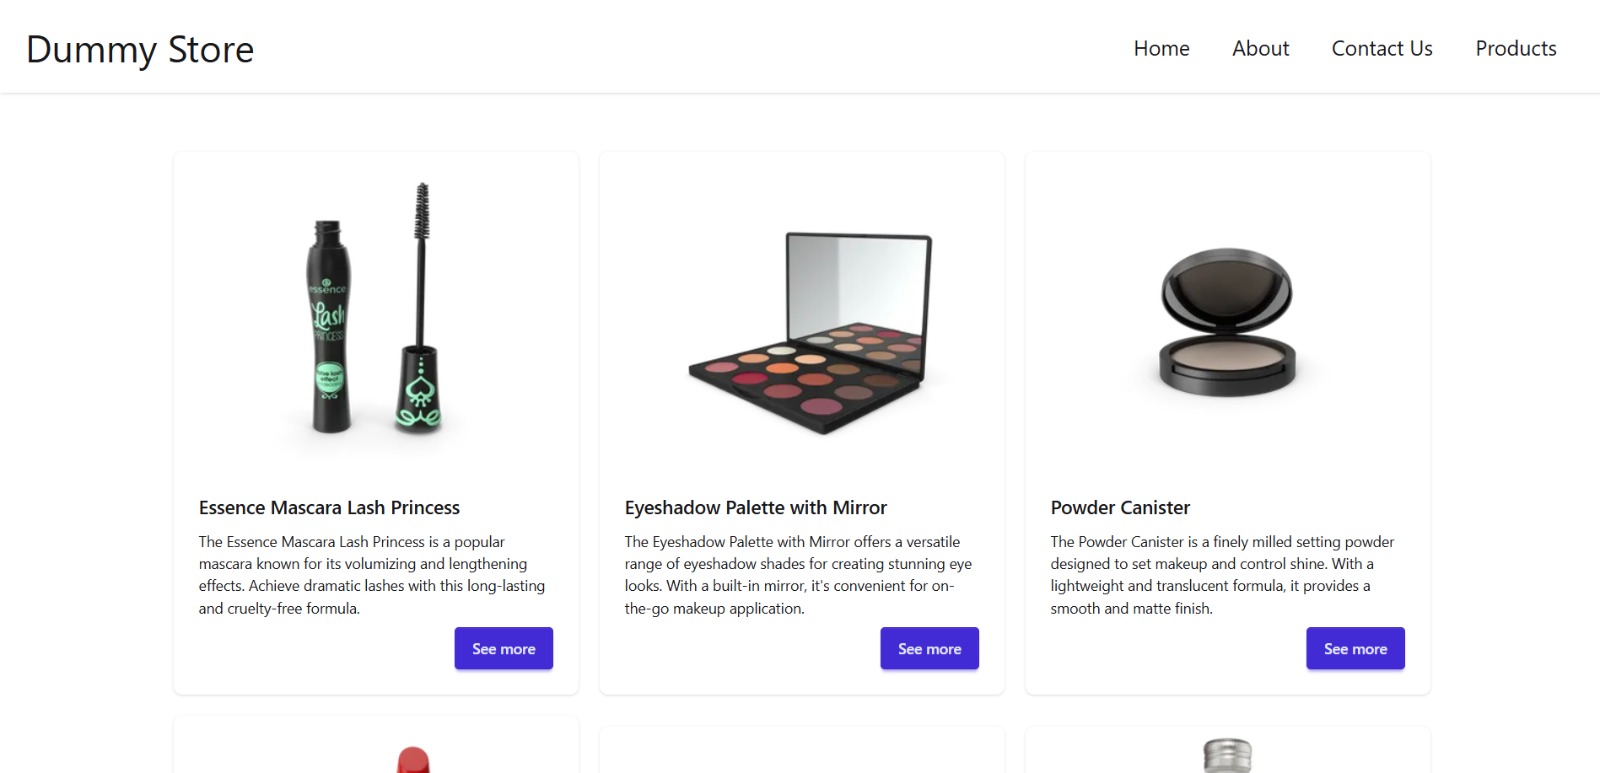 Dummy Store
Home
About
Contact Us
Products
essence
Lash
PRINCESS
Essence Mascara Lash Princess
The Essence Mascara Lash Princess is a popular
mascara known for its volumizing and lengthening
effects. Achieve dramatic lashes with this long-lasting
and cruelty-free formula.
See more
Eyeshadow Palette with Mirror
The Eyeshadow Palette with Mirror offers a versatile
range of eyeshadow shades for creating stunning eye
looks. With a built-in mirror, it's convenient for on-
the-go makeup application.
See more
Powder Canister
The Powder Canister is a finely milled setting powder
designed to set makeup and control shine. With a
lightweight and translucent formula, it provides a
smooth and matte finish.
See more